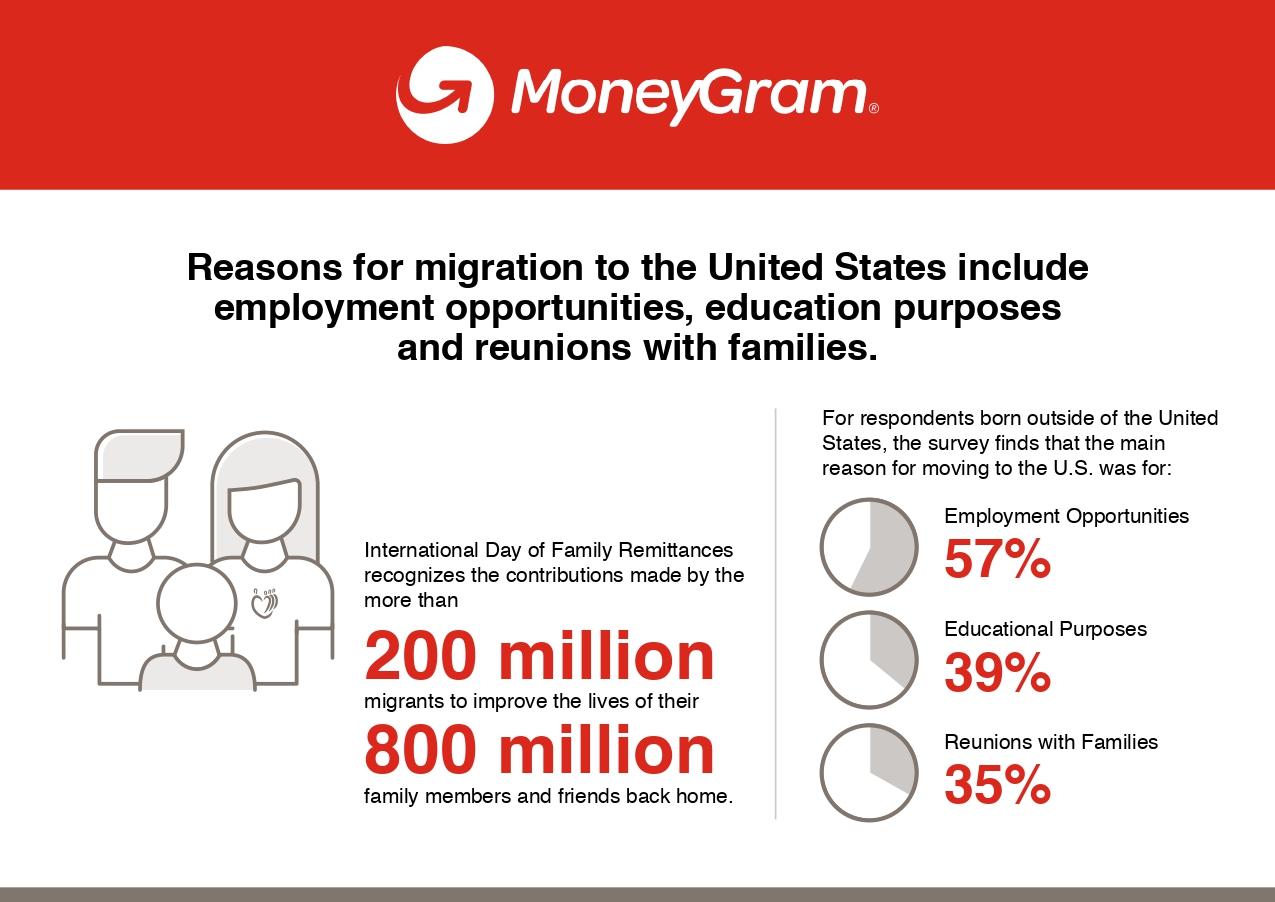 MoneyGram®
Reasons for migration to the United States include
employment opportunities, education purposes
and reunions with families.
International Day of Family Remittances
recognizes the contributions made by the
more than
200 million
migrants to improve the lives of their
800 million
family members and friends back home.
For respondents born outside of the United
States, the survey finds that the main
reason for moving to the U.S. was for:
Employment Opportunities
57%
Educational Purposes
39%
Reunions with Families
35%